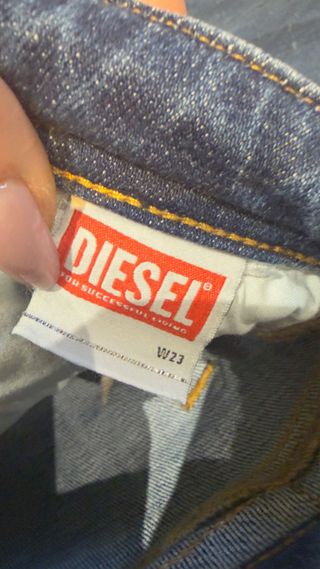 DIESEL®
FOR SUCCESSFUL LIVING
W23